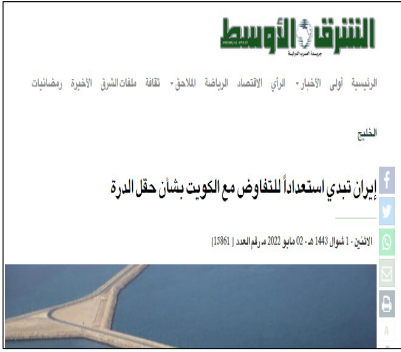 الشرق الأوسط
جريدة العرب الدولية
الرئيسية أولى الأخبار الرأي الاقتصاد الرياضة الملاحق ثقافة ملفات الشرق الأخيرة رمضانيات
الخليج
إيران تبدي استعداداً للتفاوض مع الكويت بشأن حقل الدرة
الاثنين - 1 شوال 1443 هـ - 02 مايو 2022 مـ رقم العدد [15861]
A